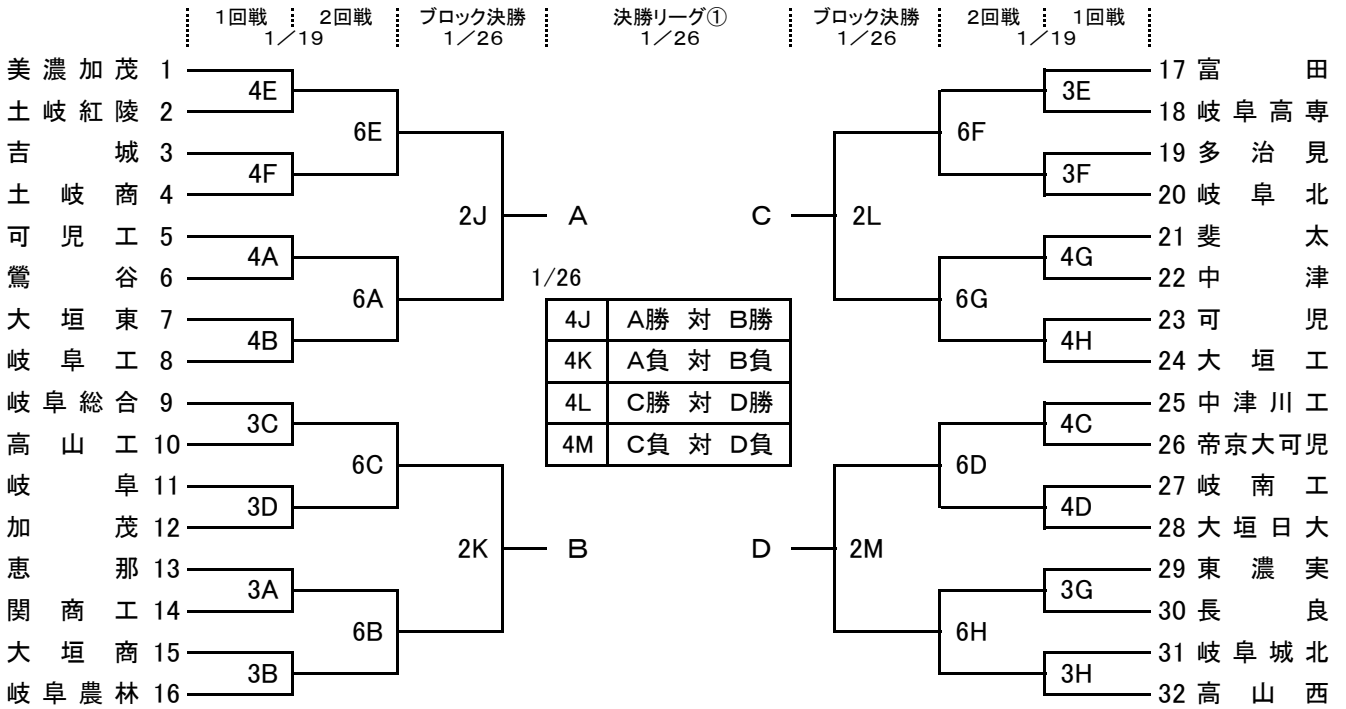 1回戦 2回戦 ブロック決勝 決勝リーグ① ブロック決勝 2回戦 1回戦
1／19 1／26 1／26 1／26 1／19
美濃加茂 1 17 富田
4E 3E
土岐紅陵 2 18 岐阜高専
6E 6F
吉城 3 19 多治見
4F 3F
土岐商 4 20 岐阜北
2J A C 2L
可児工 5 21 斐太
4A 4G
鶯谷 6 22 中津
6A 1/26 6G
大垣東 7 4J A勝 対 B勝 23 可児
4B 4H
岐阜工 8 4K A負 対 B負 24 大垣工
岐阜総合 9 4L C勝 対 D勝 25 中津川工
3C 4C
高山工 10 4M C負 対 D負 26 帝京大可児
6C 6D
岐阜 11 27 岐南工
3D 4D
加茂 12 28 大垣日大
2K B D 2M
恵那 13 29 東濃実
3A 3G
関商工 14 30 長良
6B 6H
大垣商 15 31 岐阜城北
3B 3H
岐阜農林 16 32 高山西